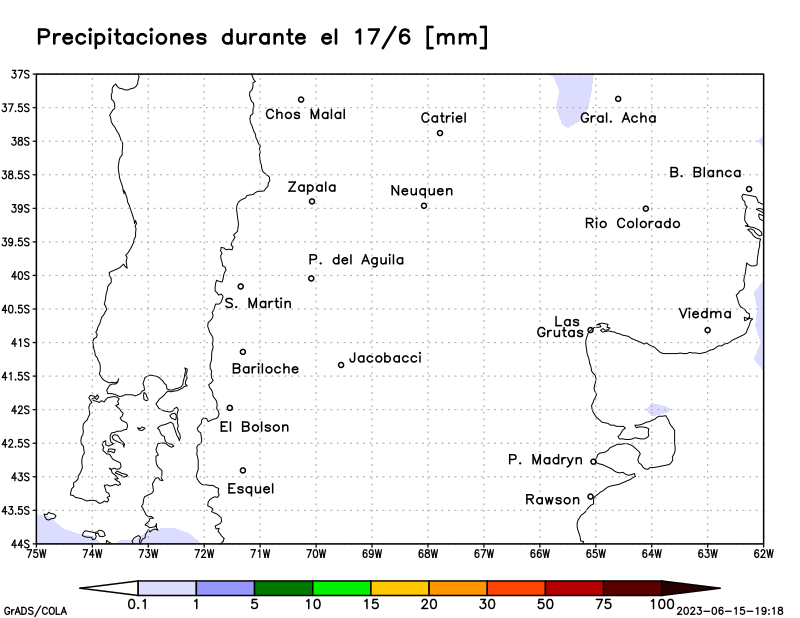 Precipitaciones durante el 17/6 [mm]
37S
37.5S
38S
38.5S
39S
39.5S
40S
40.5S
41S
41.5S
42S
42.5S
43S
43.5S
44S
Chos Malal
Catriel
Gral. Acha
B. Blanca
Zapala
Neuquen
Rio Colorado
P. del Aguila
S. Martin
Viedma
Las
Grutas
Jacobacci
Bariloche
El Bolson
P. Madryn
Esquel
Rawson
75W 74W 73W 72W 71W 70W 69W 68W 67W 66W 65W 64W 63W 62W
0.1 1 5 10 15 20 30 50 75 100
GrADS/COLA
2023-06-15-19:18